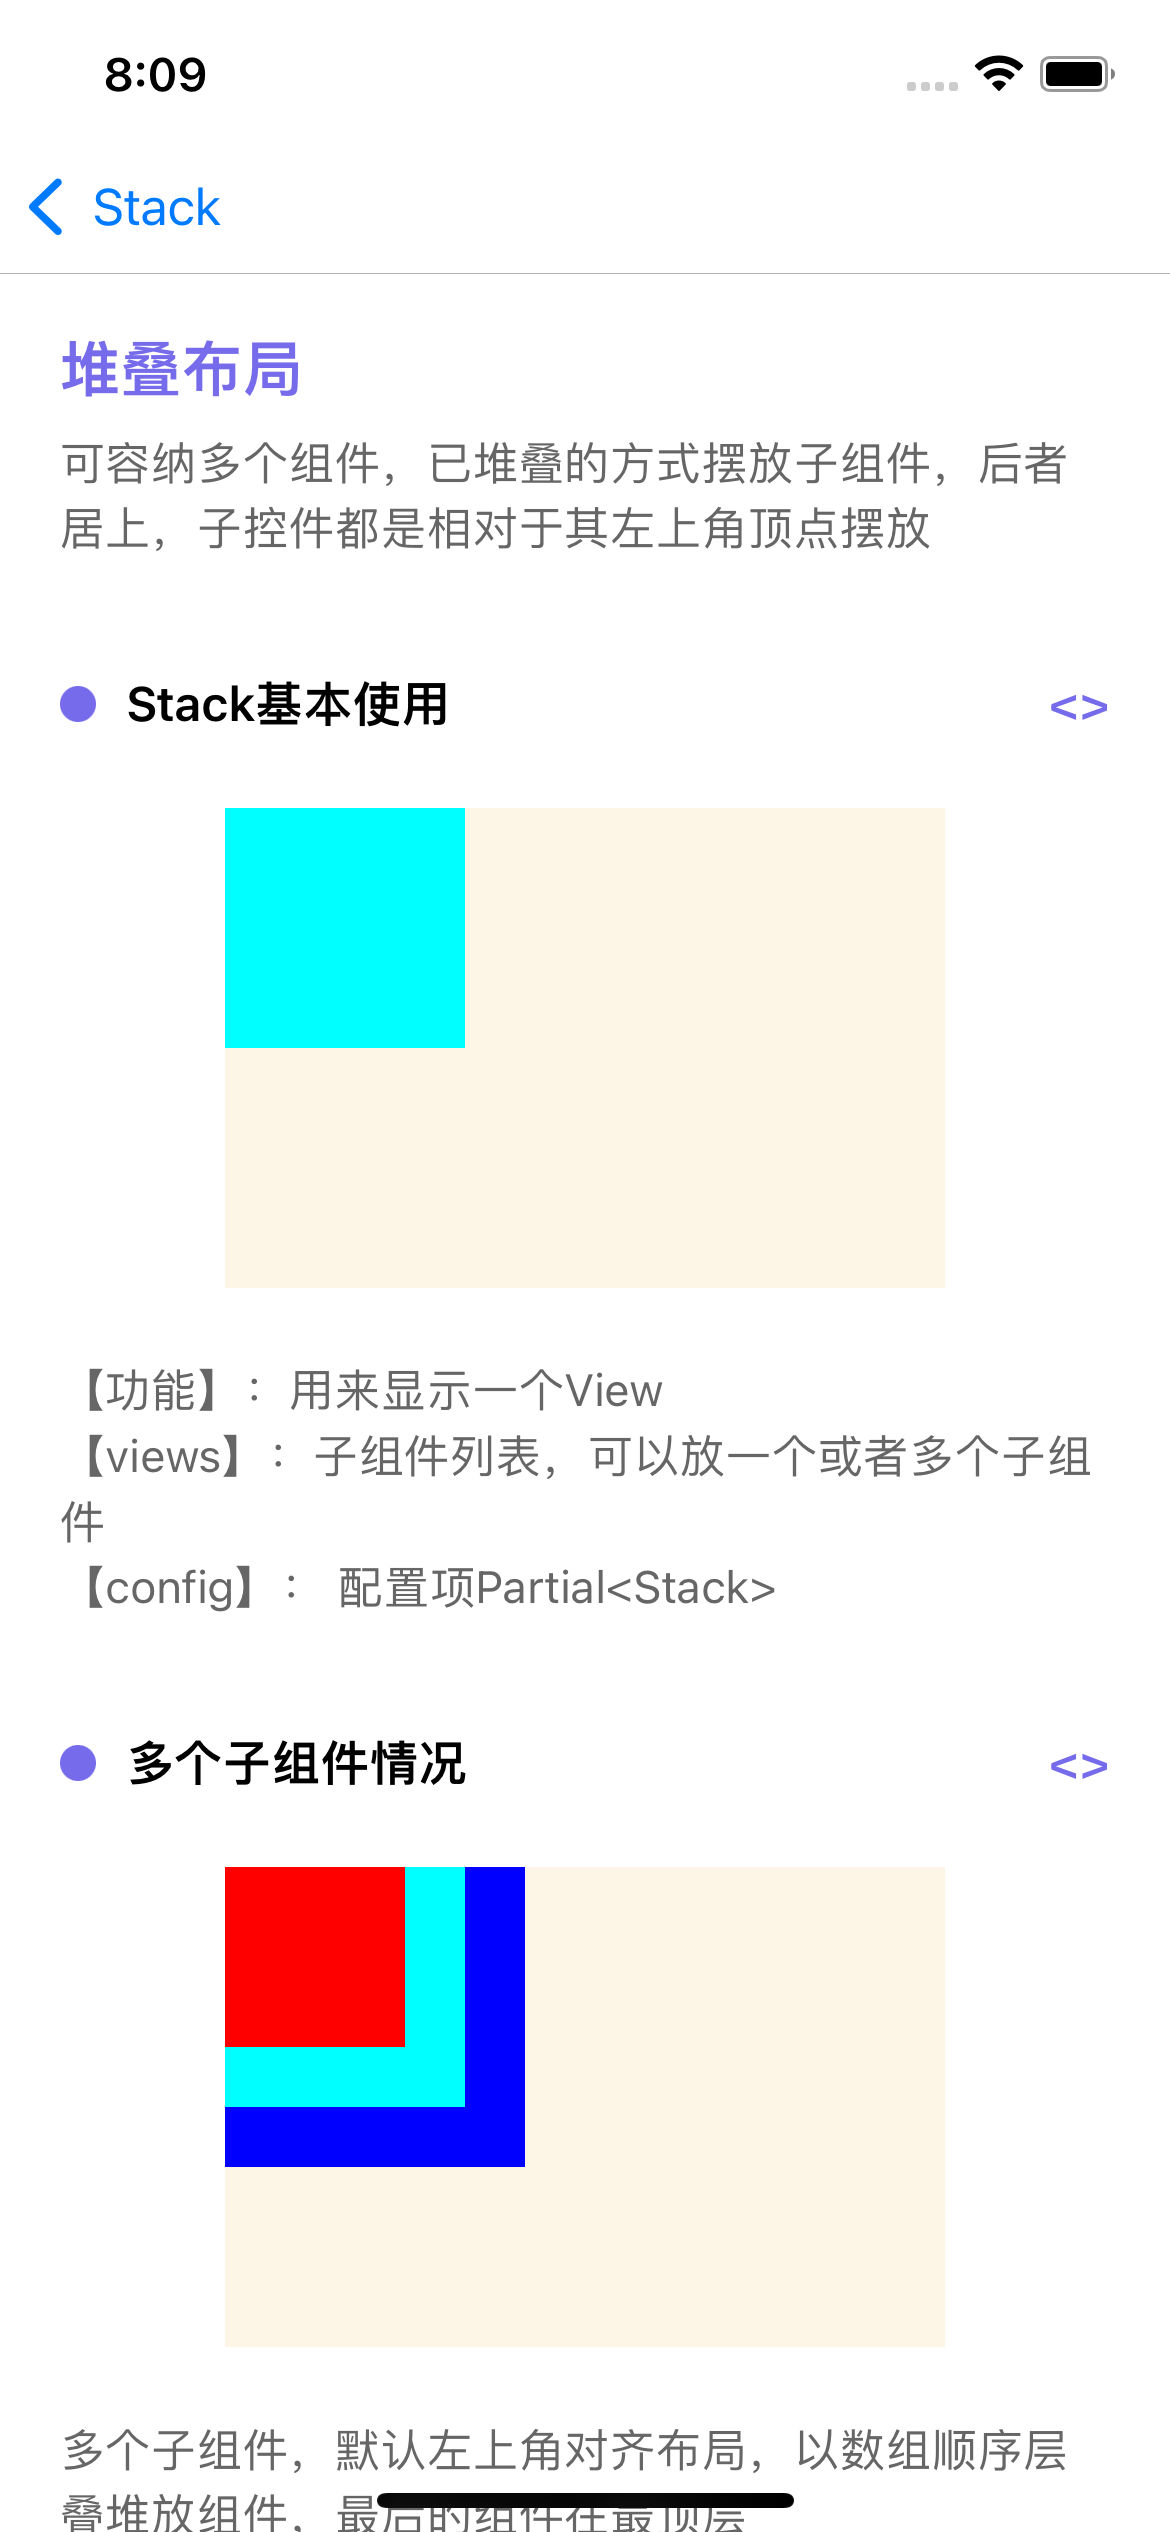 8:09
Stack
堆叠布局
可容纳多个组件，已堆叠的方式摆放子组件，后者
居上，子控件都是相对于其左上角顶点摆放
Stack基本使用
<>
【功能】：用来显示一个View
【views】：子组件列表，可以放一个或者多个子组
件
【config】： 配置项Partial<Stack>
多个子组件情况
<>
多个子组件，默认左上角对齐布局，以数组顺序层
叠堆放组件，最后的组件在最顶层